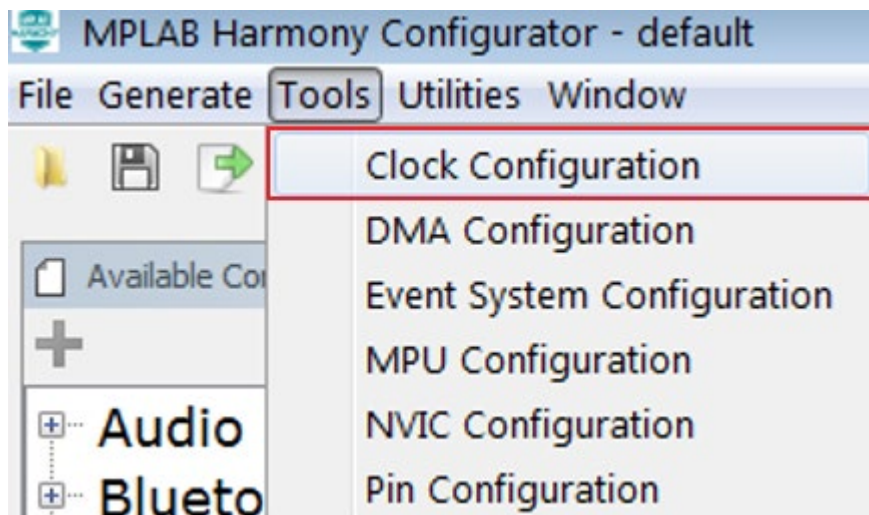 MPLAB Harmony Configurator - default
File Generate Tools Utilities Window
Clock Configuration
DMA Configuration
Available
Event System Configuration
MPU Configuration
Audio
NVIC Configuration
Pin Configuration